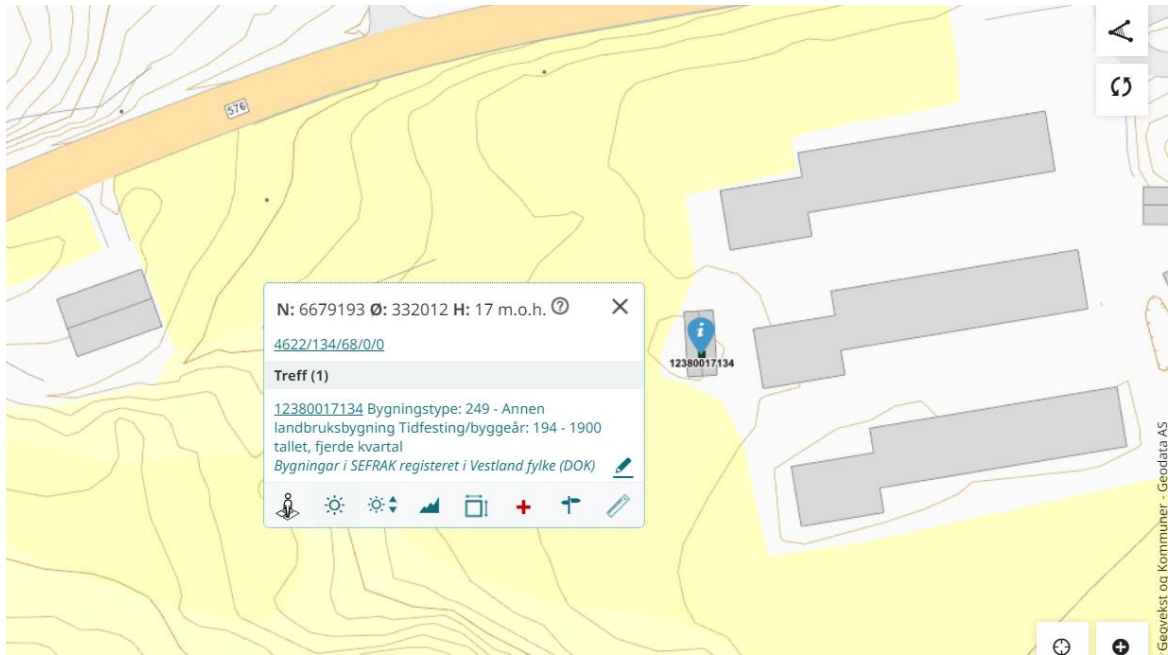 576
N: 6679193 Ø: 332012 H: 17 m.o.h. ?
4622/134/68/0/0
Treff (1)
12380017134 Bygningstype: 249 - Annen
landbruksbygning Tidfesting/byggeår: 194 - 1900
tallet, fjerde kvartal
Bygningar i SEFRAK registeret i Vestland fylke (DOK)
i
12380017134
Geovekst og Kommuner - Geodata AS